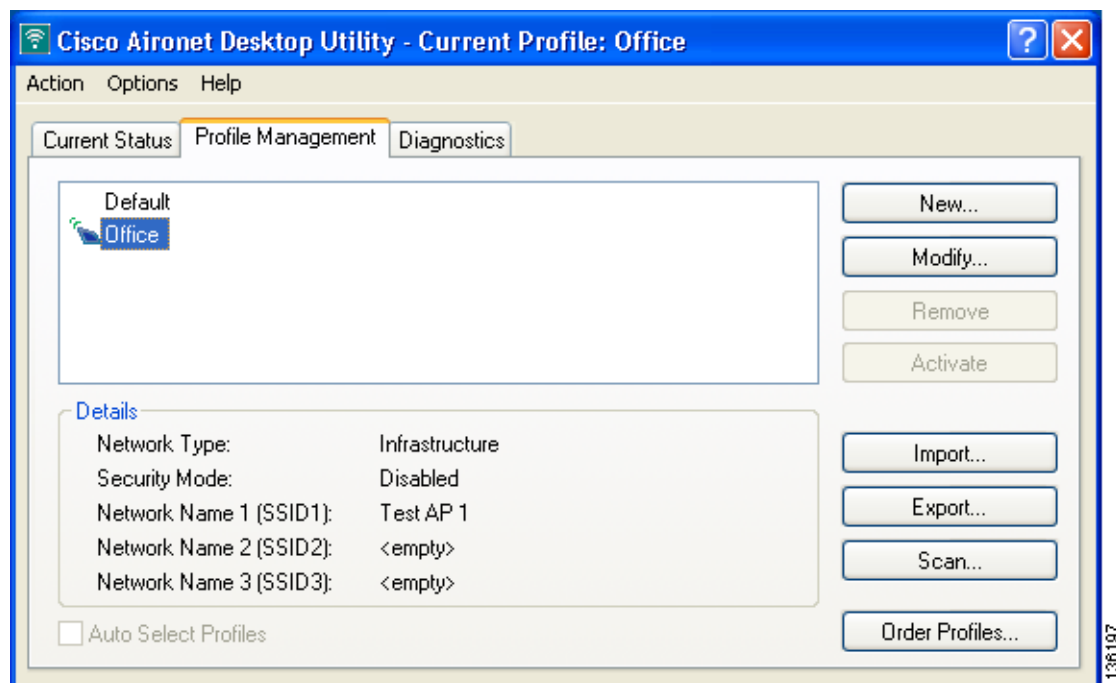 Cisco Aironet Desktop Utility - Current Profile: Office
?
Action Options Help
Current Status Profile Management Diagnostics
Default
Office
New...
Modify...
Remove
Activate
Details
Network Type: Infrastructure
Security Mode: Disabled
Network Name 1 (SSID1): Test AP 1
Network Name 2 (SSID2): <empty>
Network Name 3 (SSID3): <empty>
Import...
Export...
Scan...
Auto Select Profiles
Order Profiles...
136197